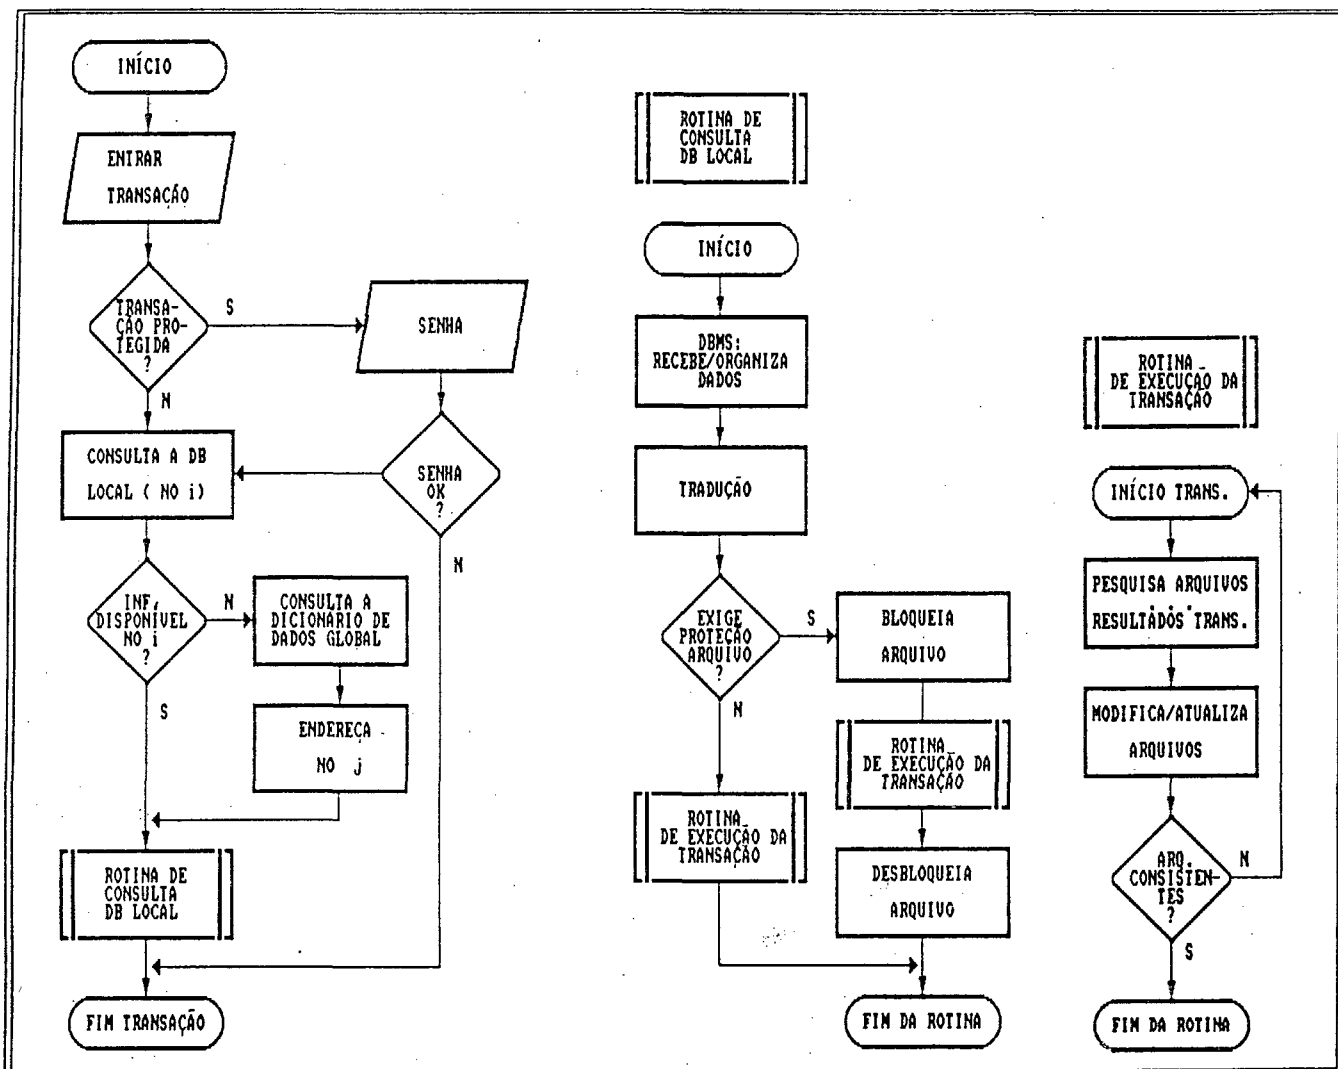 INÍCIO
ENTRAR
TRANSAÇÃO
TRANSA-
ÇÃO PRO-
TEGIDA
?
S
N
SENHA
CONSULTA A DB
LOCAL ( NO i)
SENHA
OK
?
N
INF.
DISPONÍVEL
NO i
?
N
S
CONSULTA A
DICIONÁRIO DE
DADOS GLOBAL
ENDEREÇA
NO j
ROTINA DE
CONSULTA
DB LOCAL
FIM TRANSAÇÃO
ROTINA DE
CONSULTA
DB LOCAL
INÍCIO
DBMS:
RECEBE/ORGANIZA
DADOS
TRADUÇÃO
EXIGE
PROTEÇÃO
ARQUIVO
?
S
N
BLOQUEIA
ARQUIVO
ROTINA
DE EXECUÇÃO DA
TRANSAÇÃO
ROTINA
DE EXECUÇÃO DA
TRANSAÇÃO
DESBLOQUEIA
ARQUIVO
FIM DA ROTINA
ROTINA
DE EXECUÇÃO DA
TRANSAÇÃO
INÍCIO TRANS.
PESQUISA ARQUIVOS
RESULTADOS TRANS.
MODIFICA/ATUALIZA
ARQUIVOS
ARQ.
CONSISTEN-
TES
?
N
S
FIM DA ROTINA